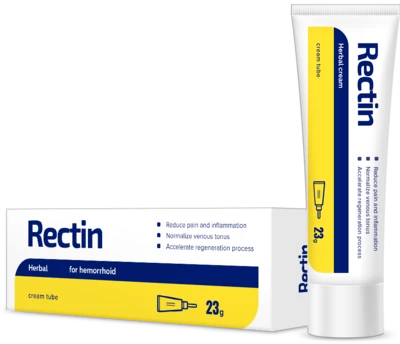 Rectin
Herbal for hemorrhoid
Reduce pain and inflammation
Normalize venous tonus
Accelerate regeneration process
cream tube
23g
Rectin
Rectin
Herbal cream
cream tube
Reduce pain and inflammation
Normalize venous tonus
Accelerate regeneration process
23g